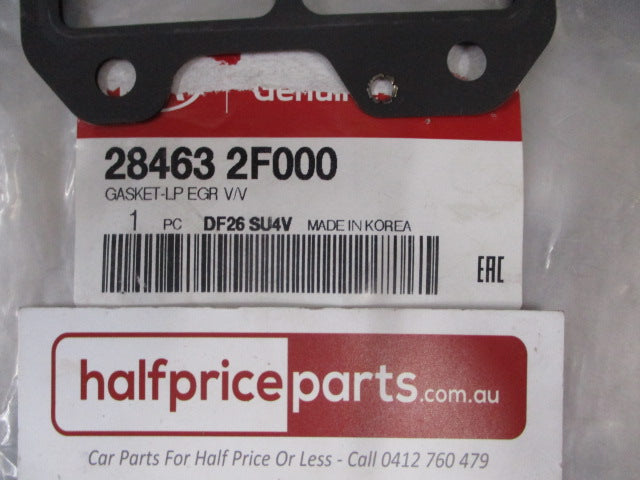 Genuin
28463 2F000
GASKET-LP EGR V/V
1 PC DF26 SU4V MADE IN KOREA
EAC
halfpriceparts.com.au
Car Parts For Half Price Or Less - Call 0412 760 479